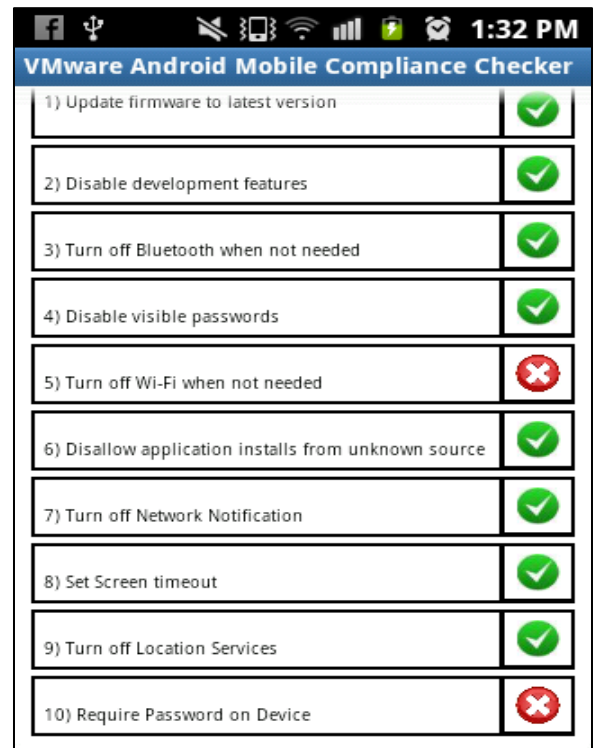 1:32 PM
VMware Android Mobile Compliance Checker
1) Update firmware to latest version
2) Disable development features
3) Turn off Bluetooth when not needed
4) Disable visible passwords
5) Turn off Wi-Fi when not needed
6) Disallow application installs from unknown source
7) Turn off Network Notification
8) Set Screen timeout
9) Turn off Location Services
10) Require Password on Device